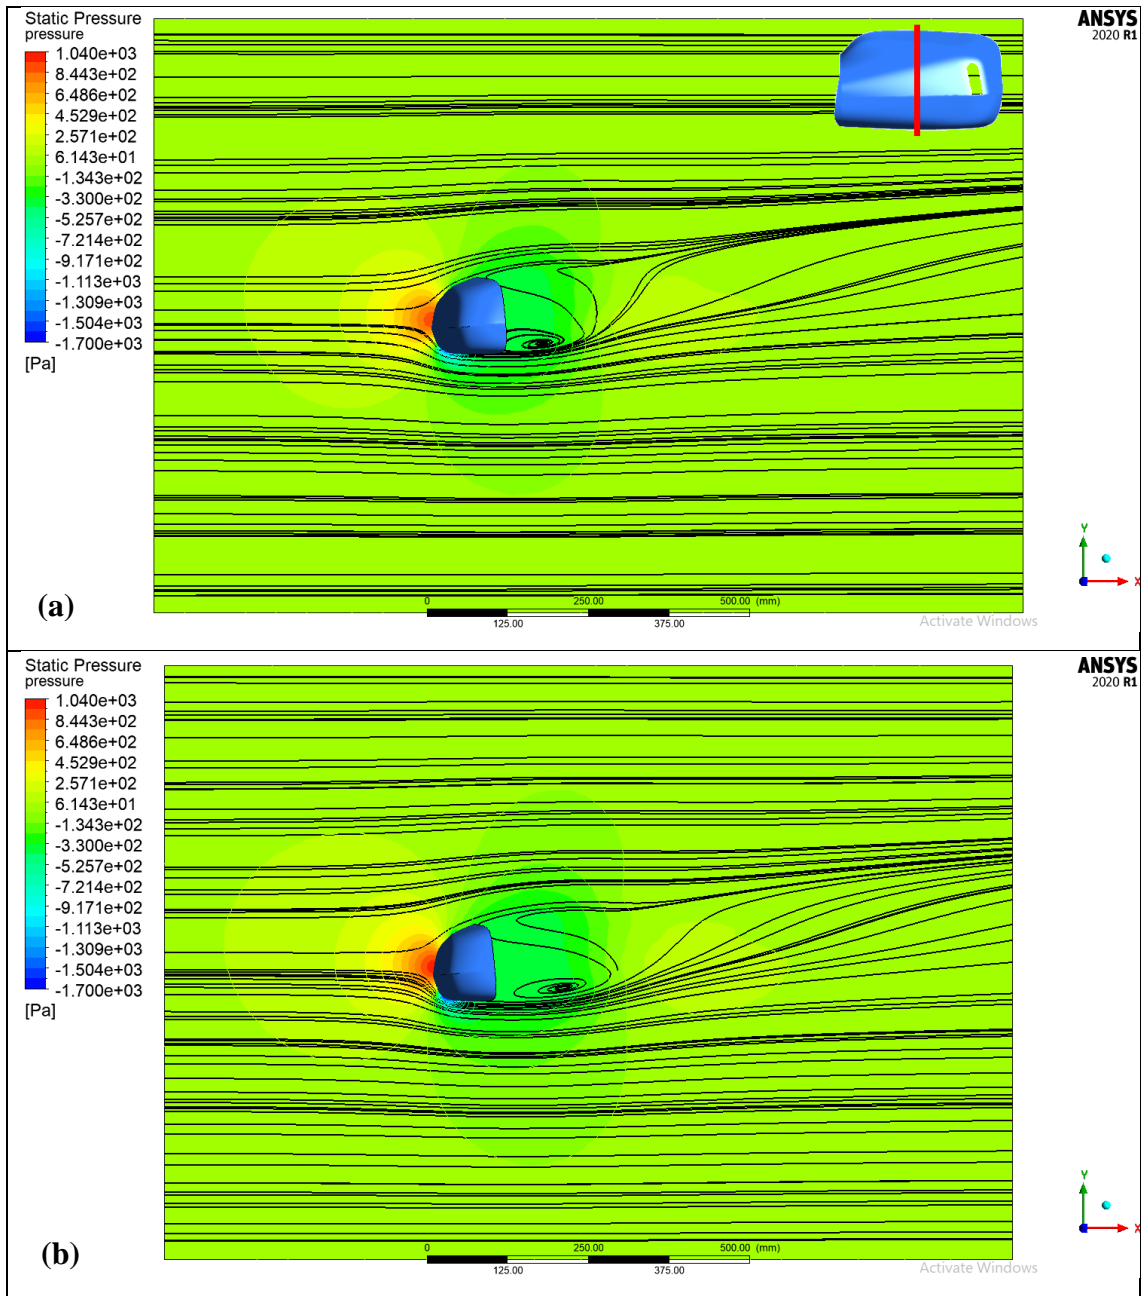 Static Pressure
pressure
1.040e+03
8.443e+02
6.486e+02
4.529e+02
2.571e+02
6.143e+01
-1.343e+02
-3.300e+02
-5.257e+02
-7.214e+02
-9.171e+02
-1.113e+03
-1.309e+03
-1.504e+03
-1.700e+03
[Pa]
ANSYS
2020 R1
Y
X
0 250.00 500.00 (mm)
125.00 375.00
Activate Windows
(a)
Static Pressure
pressure
1.040e+03
8.442e+02
6.486e+02
4.529e+02
2.571e+02
6.143e+01
-1.343e+02
-3.300e+02
-5.257e+02
-7.214e+02
-9.171e+02
-1.113e+03
-1.309e+03
-1.504e+03
-1.700e+03
[Pa]
ANSYS
2020 R1
Y
X
0 250.00 500.00 (mm)
125.00 375.00
Activate Windows
(b)